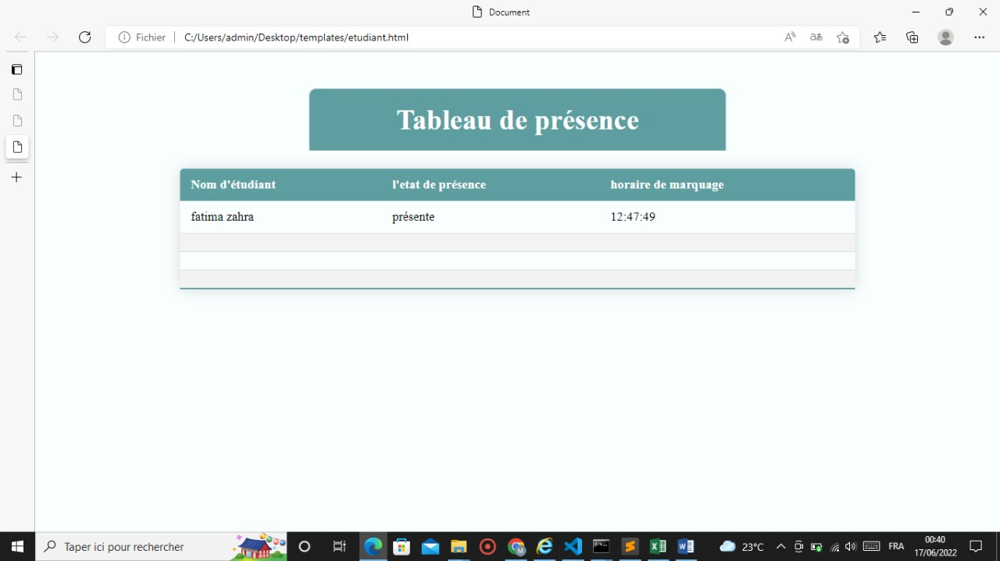 Document
Fichier C:/Users/admin/Desktop/templates/etudiant.html
Tableau de présence
Nom d'étudiant l'etat de présence horaire de marquage
fatima zahra présente 12:47:49
Taper ici pour rechercher 23°C FRA 00:40
17/06/2022